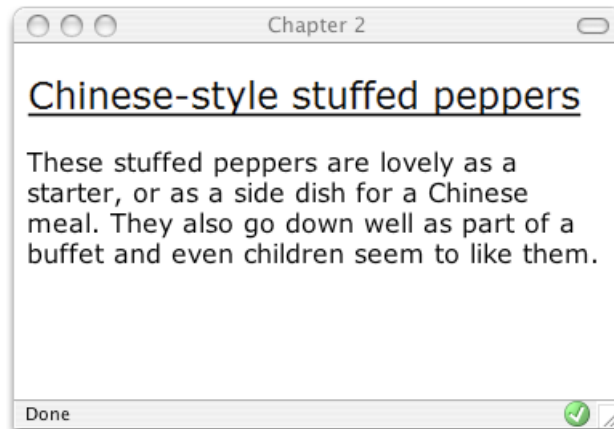 Chapter 2
Chinese-style stuffed peppers
These stuffed peppers are lovely as a
starter, or as a side dish for a Chinese
meal. They also go down well as part of a
buffet and even children seem to like them.
Done